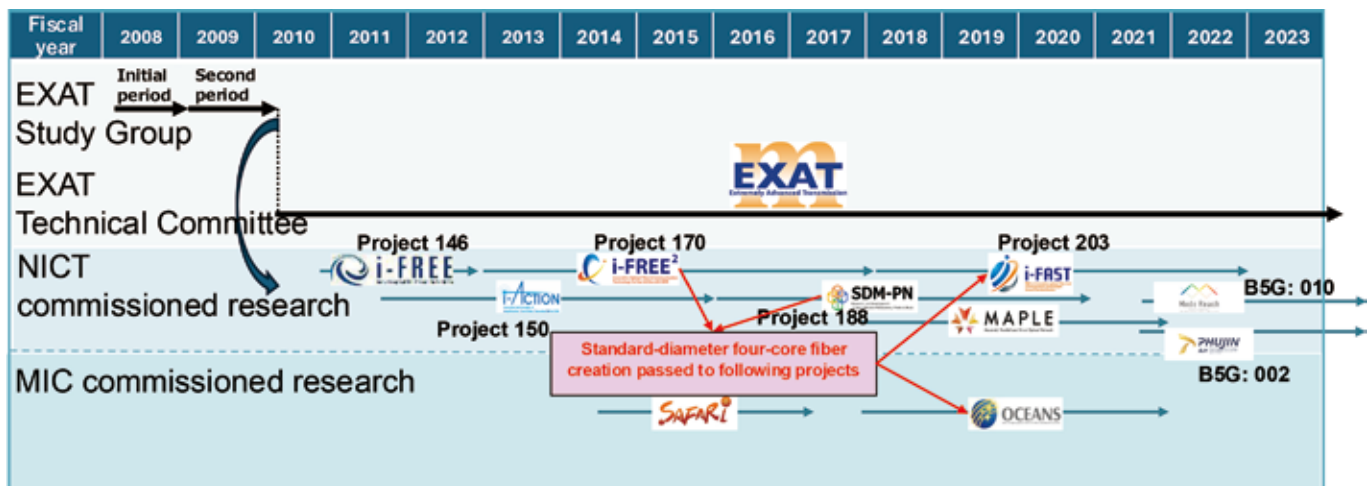 Fiscal year
2008 2009 2010 2011 2012 2013 2014 2015 2016 2017 2018 2019 2020 2021 2022 2023
Initial period
Second period
EXAT
Study Group
EXAT
Extremely Advanced Transmission
EXAT
Technical Committee
Project 146
Project 170
Project 203
NICT
commissioned research
i-FREE
i-FREE²
i-FAST
i-ACTION
SDM-PN
B5G: 010
Project 150
Project 188
MAPLE
PHUJIN
B5G: 002
Standard-diameter four-core fiber
creation passed to following projects
MIC commissioned research
SAFARI
OCEANS